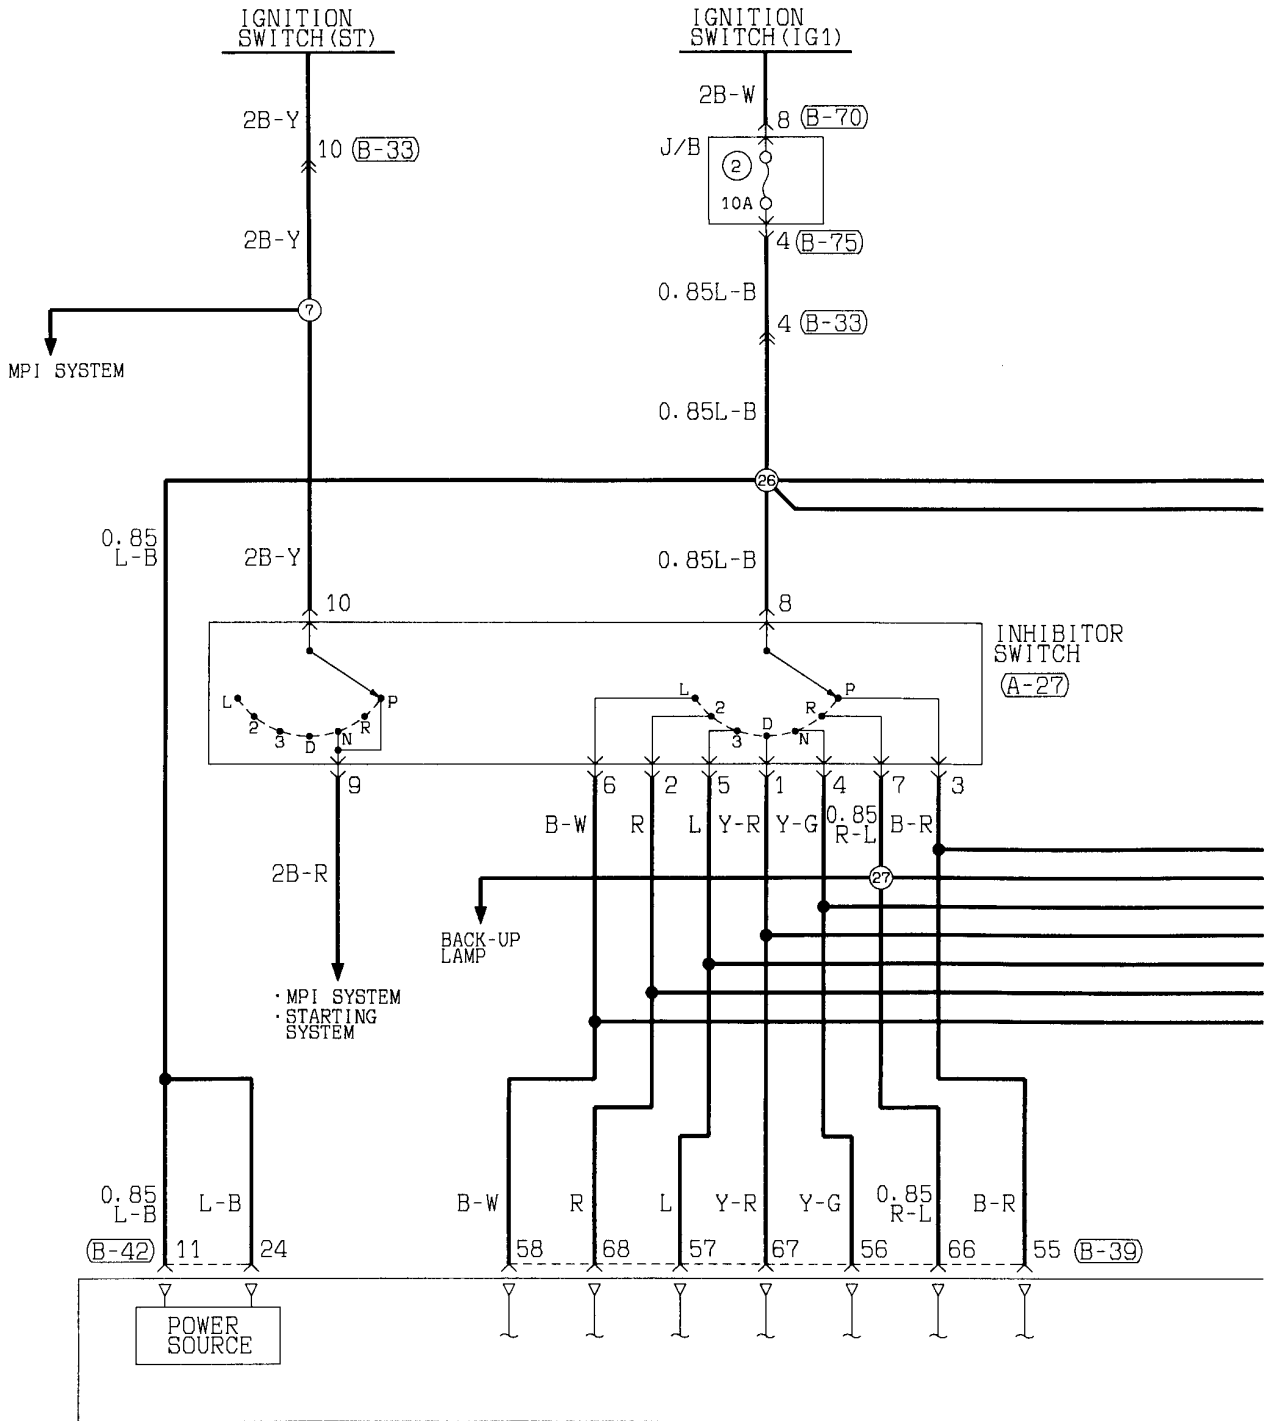 IGNITION
SWITCH(ST)
IGNITION
SWITCH(IG1)
2B-W
2B-Y
8 B-70
10 B-33
J/B
2
10A
2B-Y
4 B-75
0.85L-B
7
4 B-33
MPI SYSTEM
0.85L-B
26
0.85
L-B
2B-Y
0.85L-B
10
8
INHIBITOR
SWITCH
A-27
L 2 3 D N R P
L 2 3 D N R P
9
6 2 5 1 4 7 3
B-W R L Y-R Y-G 0.85
R-L B-R
2B-R
27
BACK-UP
LAMP
·MPI SYSTEM
·STARTING
SYSTEM
0.85
L-B
L-B
B-W R L Y-R Y-G 0.85
R-L B-R
B-42 11 24
58 68 57 67 56 66 55 B-39
POWER
SOURCE